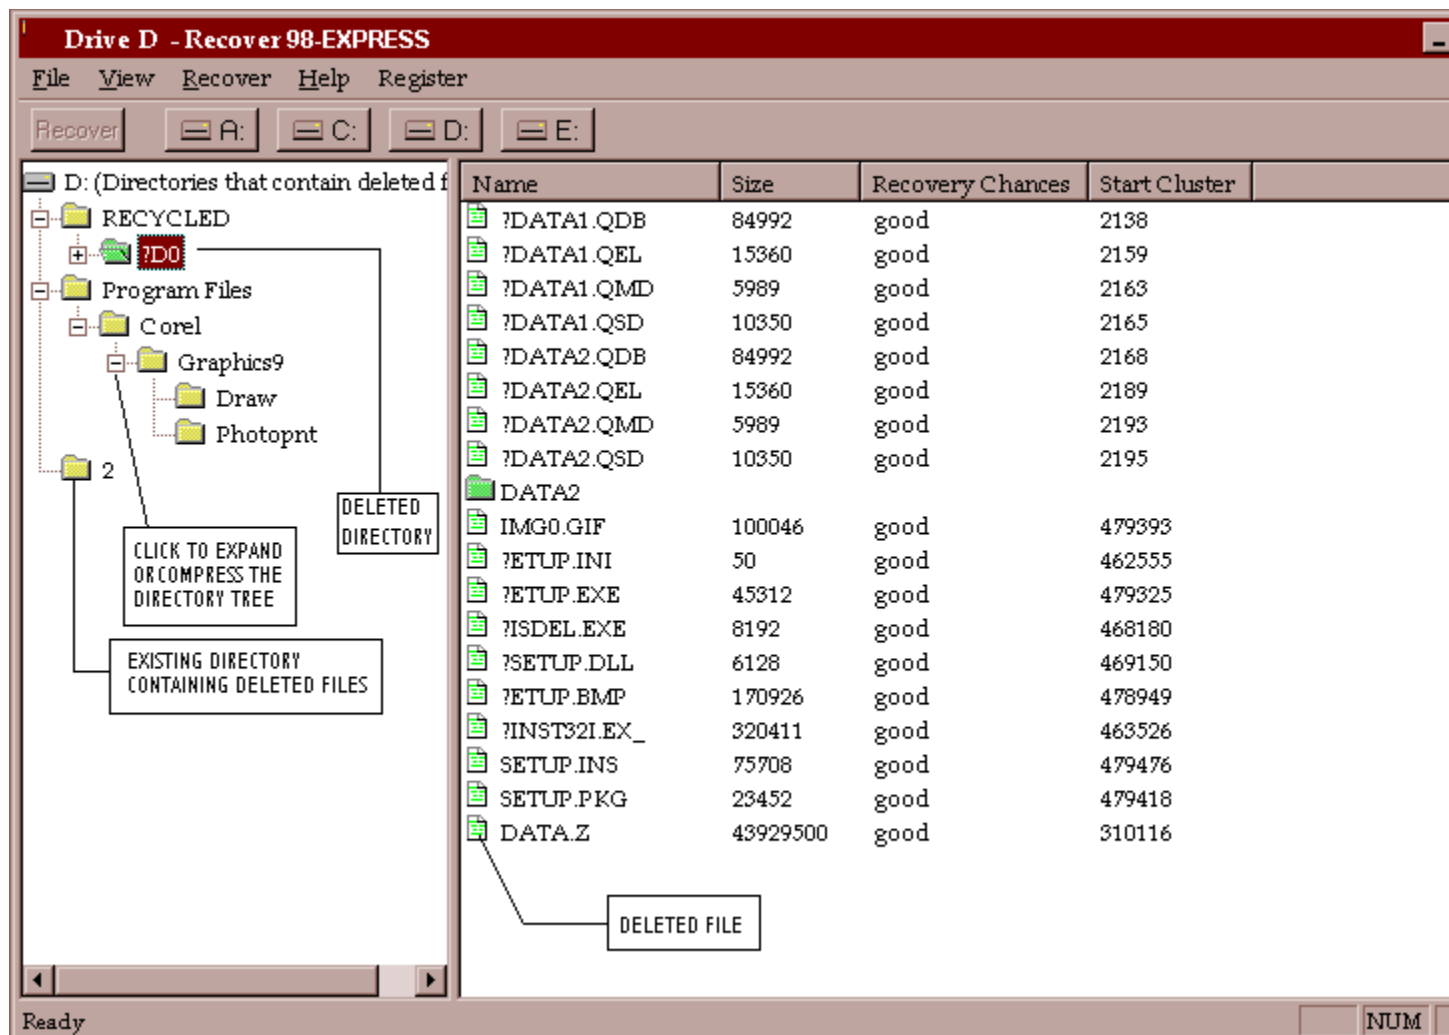 Drive D - Recover 98-EXPRESS
File View Recover Help Register
Recover A: C: D: E:
D: (Directories that contain deleted f
RECYCLED
?D0
Program Files
Corel
Graphics9
Draw
Photopnt
2
DELETED
DIRECTORY
CLICK TO EXPAND
OR COMPRESS THE
DIRECTORY TREE
EXISTING DIRECTORY
CONTAINING DELETED FILES
Name Size Recovery Chances Start Cluster
?DATA1.QDB 84992 good 2138
?DATA1.QEL 15360 good 2159
?DATA1.QMD 5989 good 2163
?DATA1.QSD 10350 good 2165
?DATA2.QDB 84992 good 2168
?DATA2.QEL 15360 good 2189
?DATA2.QMD 5989 good 2193
?DATA2.QSD 10350 good 2195
DATA2
IMG0.GIF 100046 good 479393
?ETUP.INI 50 good 462555
?ETUP.EXE 45312 good 479325
?ISDEL.EXE 8192 good 468180
?SETUP.DLL 6128 good 469150
?ETUP.BMP 170926 good 478949
?INST32I.EX_ 320411 good 463526
SETUP.INS 75708 good 479476
SETUP.PKG 23452 good 479418
DATA.Z 43929500 good 310116
DELETED FILE
Ready NUM